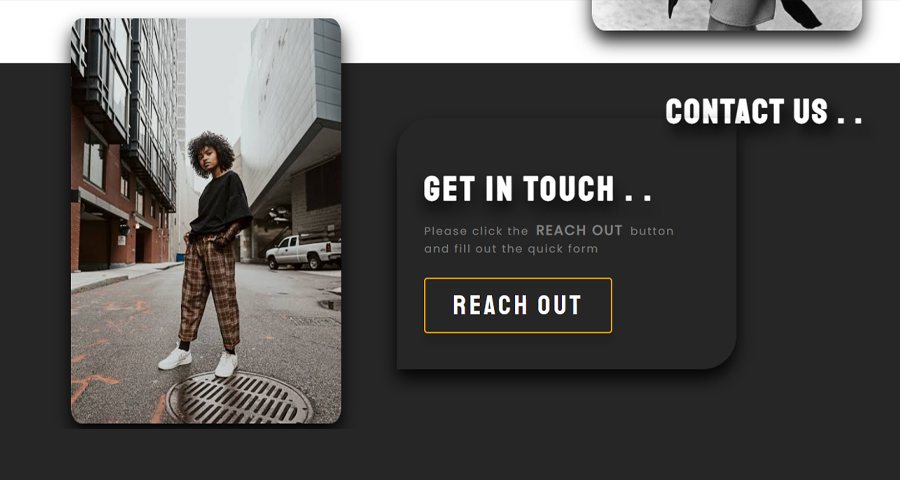 CONTACT US . .
GET IN TOUCH . .
Please click the REACH OUT button
and fill out the quick form
REACH OUT